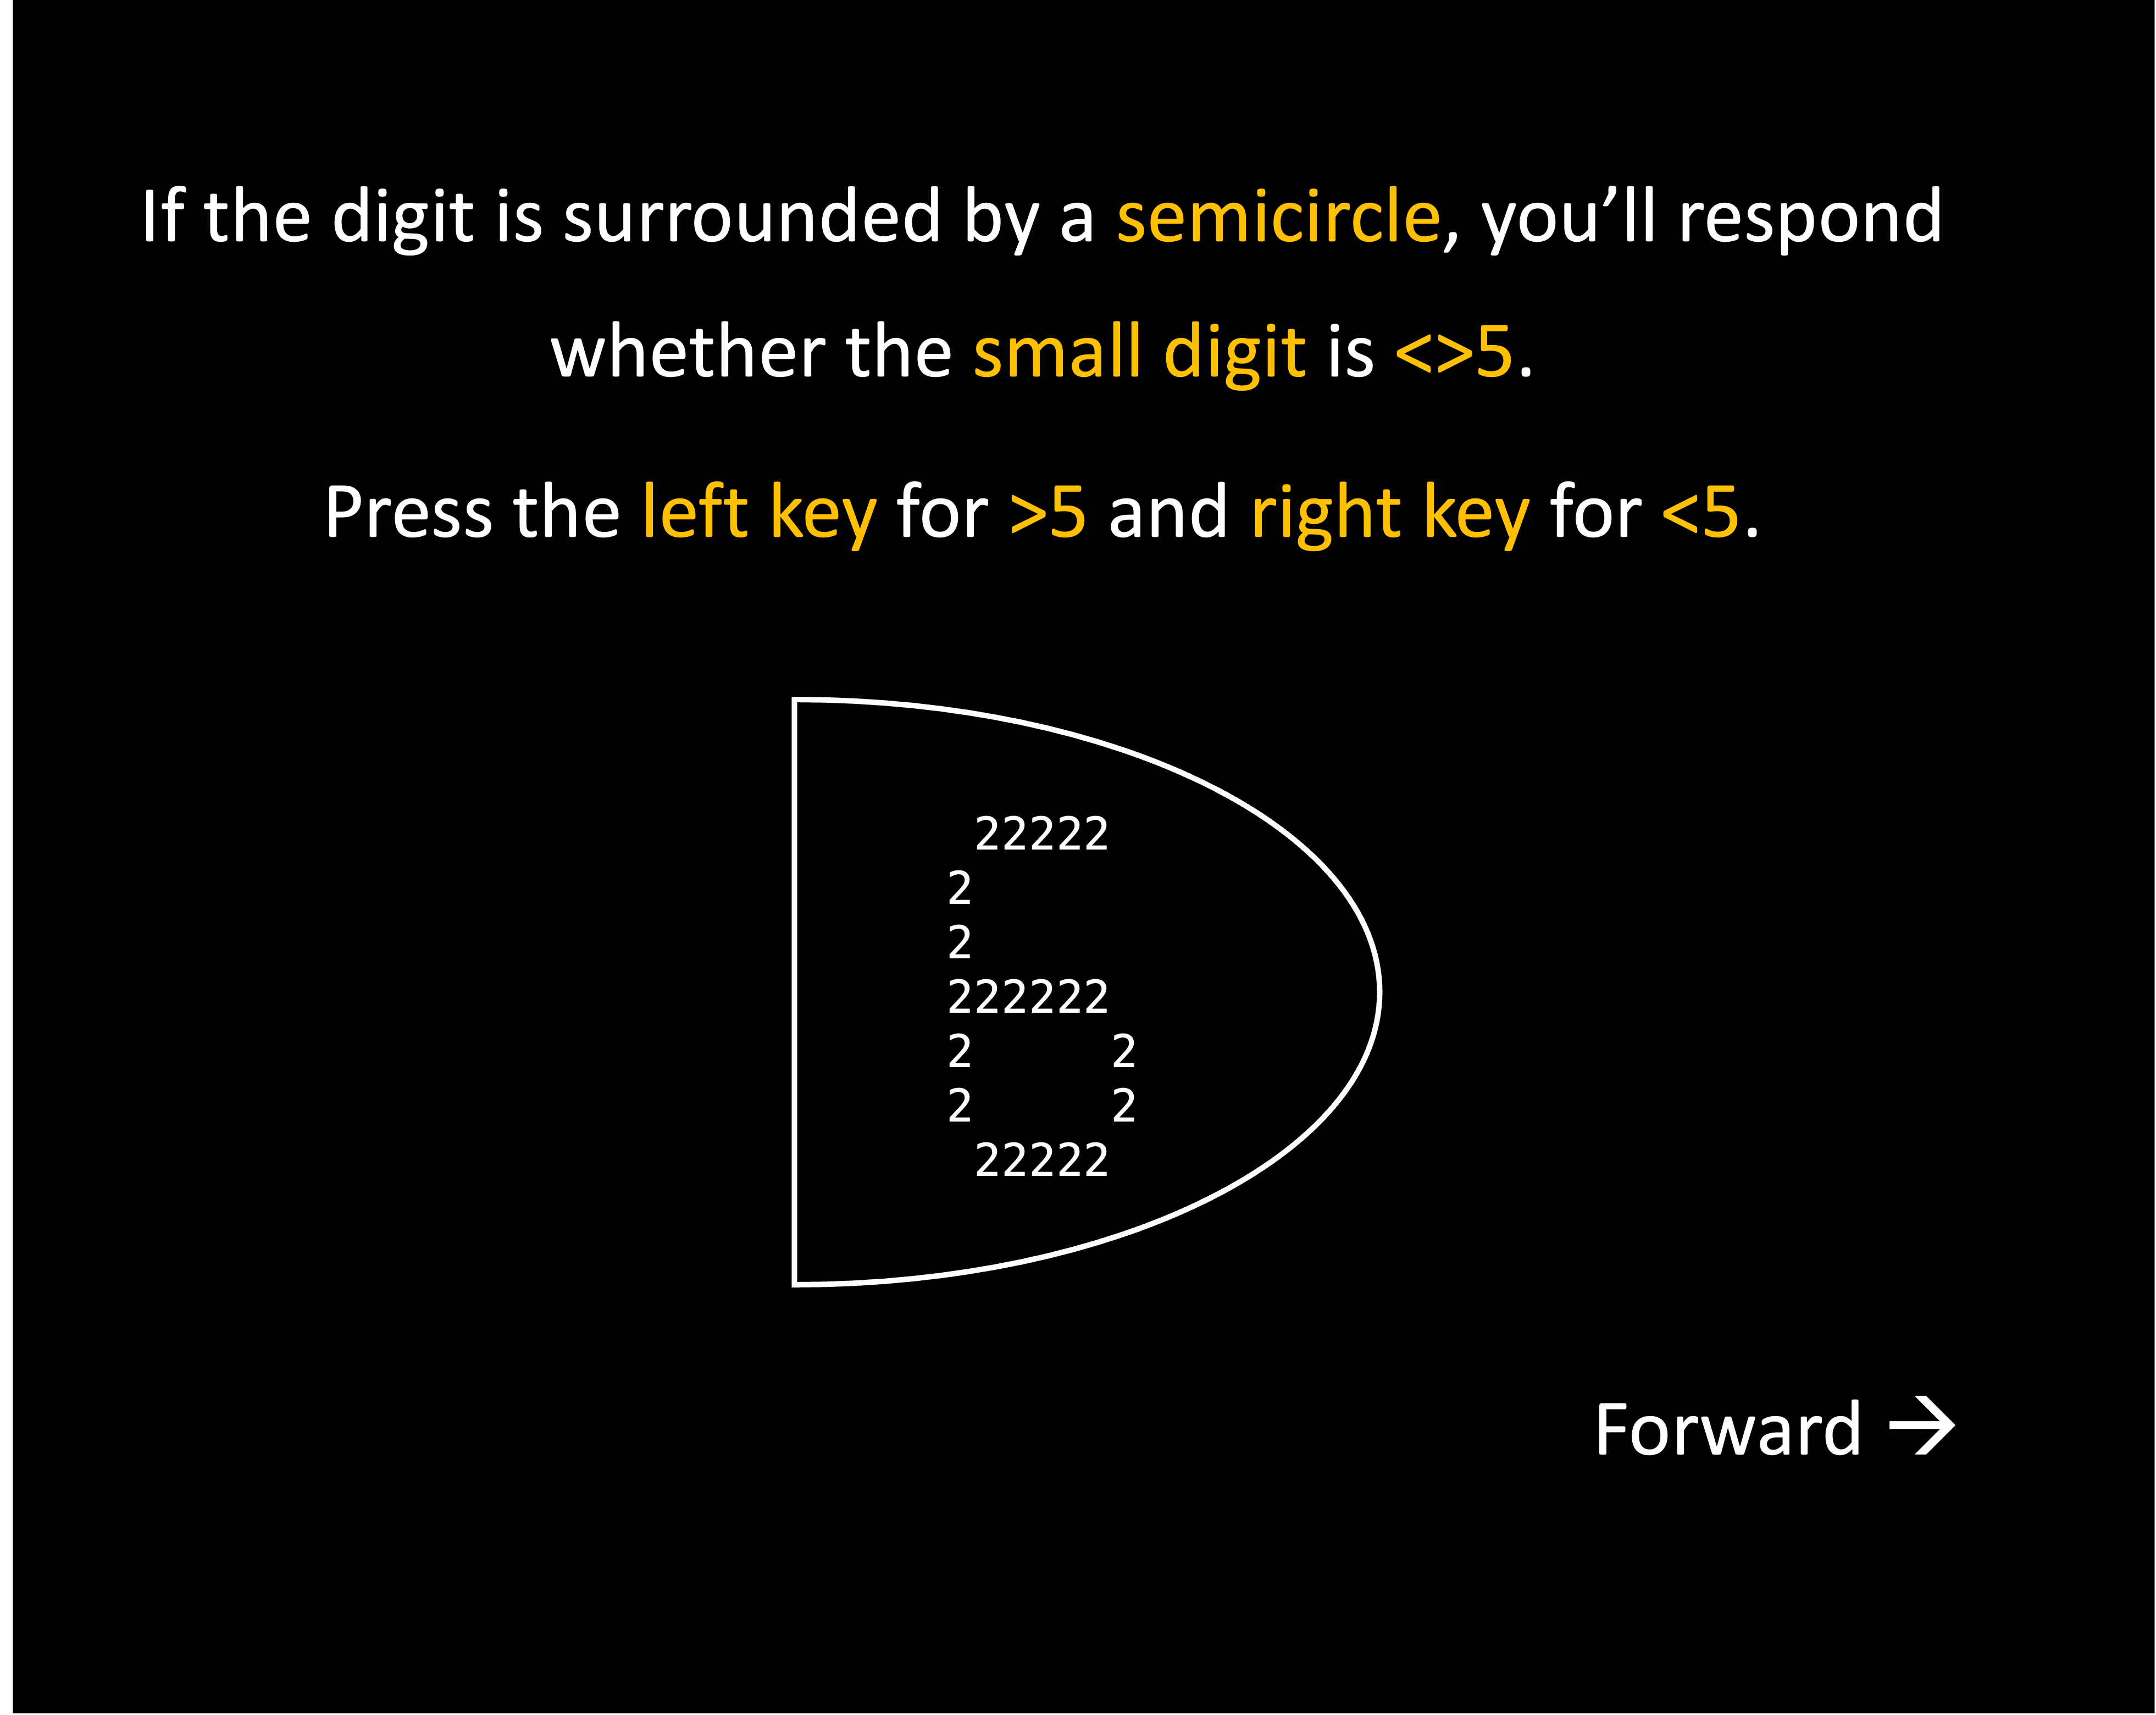 If the digit is surrounded by a semicircle, you’ll respond
whether the small digit is <>5.
Press the left key for >5 and right key for <5.
22222
2
2
222222
2 2
2 2
22222
Forward →